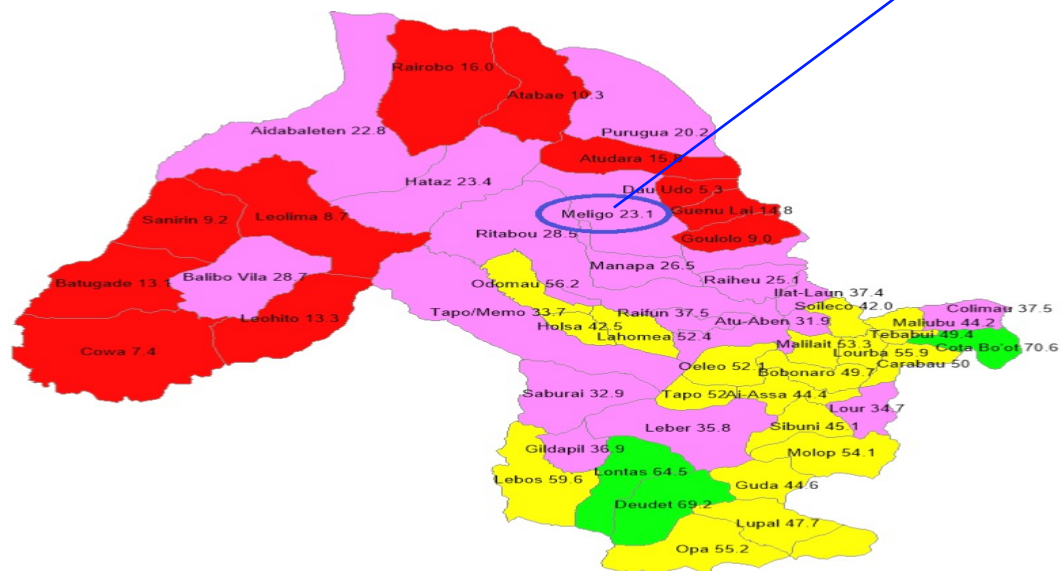 Rairobo 16.0
Atabae 10.3
Aidabaleten 22.8
Purugua 20.2
Atudara 15.8
Hataz 23.4
Dau Udo 5.3
Sanirin 9.2
Leolima 8.7
Meligo 23.1
Guenu Lai 14.8
Ritabou 28.5
Goulolo 9.0
Manapa 26.5
Batugade 13.1
Balibo Vila 28.7
Raiheu 25.1
Odomau 56.2
Ilat-Laun 37.4
Soileco 42.0
Colimau 37.5
Leohito 13.3
Tapo/Memo 33.7
Raifun 37.5
Holsa 42.5
Atu-Aben 31.9
Maliubu 44.2
Lahomea 52.4
Tebabui 49.4
Malilait 53.3
Cota Bo'ot 70.6
Cowa 7.4
Lourba 55.9
Oeleo 52.1
Carabau 50
Bobonaro 49.7
Saburai 32.9
Tapo 52
Ai-Assa 44.4
Lour 34.7
Leber 35.8
Sibuni 45.1
Gildapil 36.9
Molop 54.1
Lontas 64.5
Lebos 59.6
Guda 44.6
Deudet 69.2
Lupal 47.7
Opa 55.2